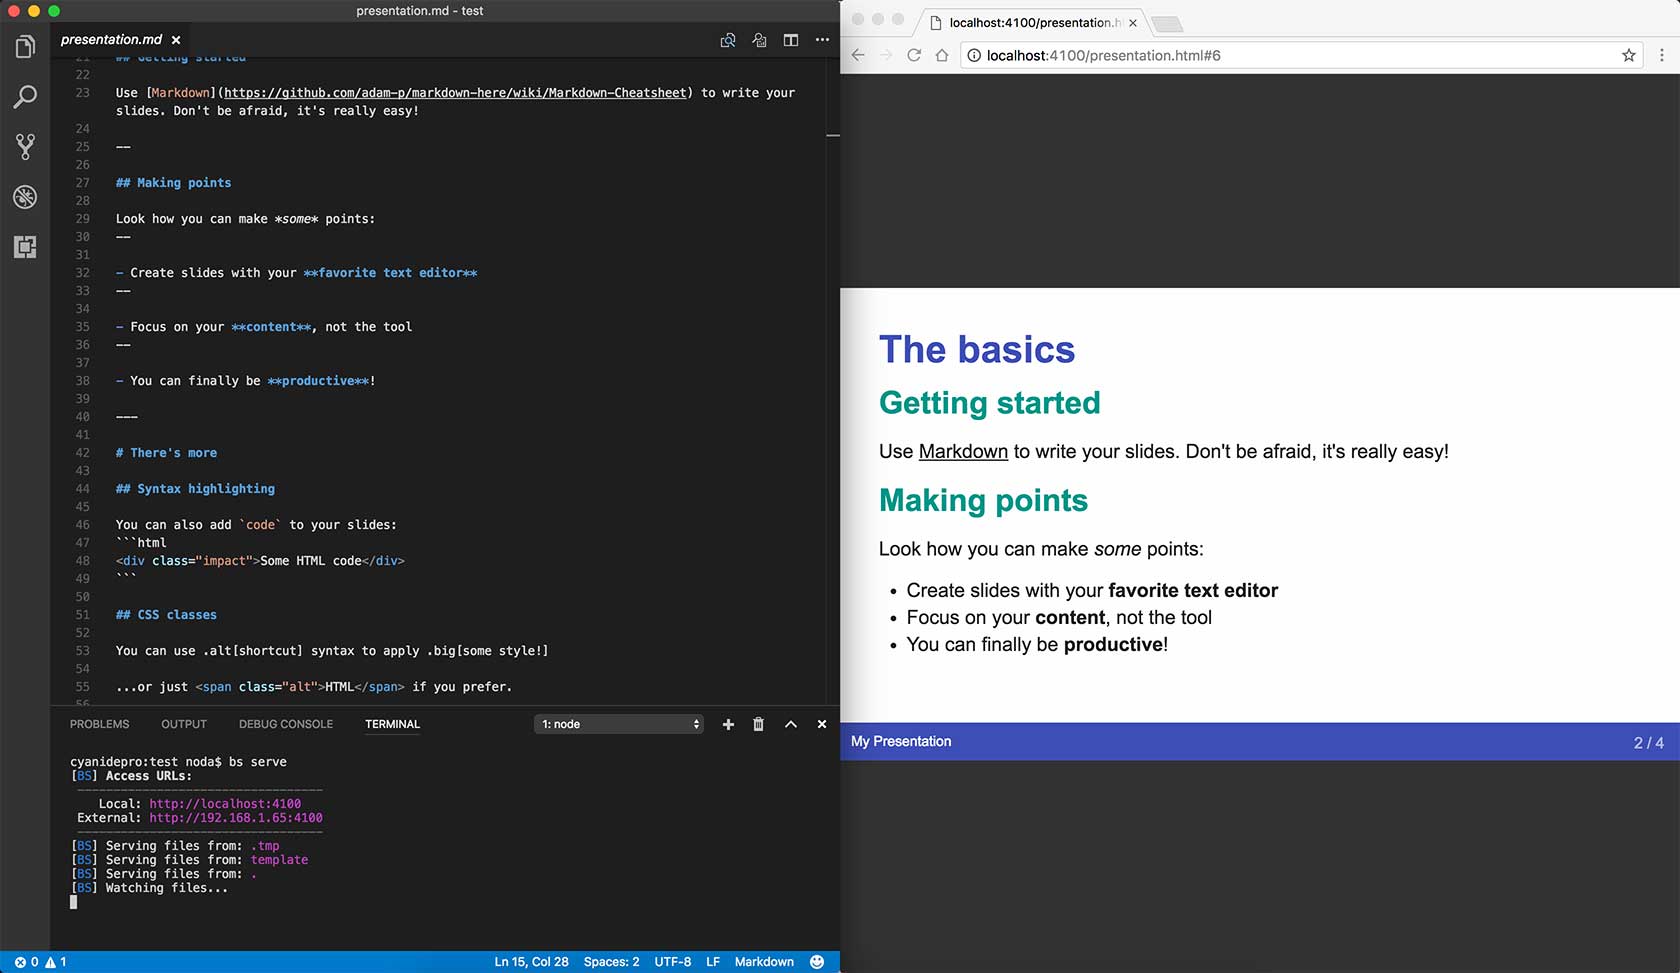 presentation.md - test
presentation.md
21 ## Getting started
22
23 Use [Markdown](https://github.com/adam-p/markdown-here/wiki/Markdown-Cheatsheet) to write your
slides. Don't be afraid, it's really easy!
24
25 --
26
27 ## Making points
28
29 Look how you can make *some* points:
30 --
31
32 - Create slides with your **favorite text editor**
33 --
34
35 - Focus on your **content**, not the tool
36 --
37
38 - You can finally be **productive**!
39
40 ---
41
42 # There's more
43
44 ## Syntax highlighting
45
46 You can also add `code` to your slides:
47 ```html
48 <div class="impact">Some HTML code</div>
49 ```
50
51 ## CSS classes
52
53 You can use .alt[shortcut] syntax to apply .big[some style!]
54
55 ...or just <span class="alt">HTML</span> if you prefer.
56
PROBLEMS OUTPUT DEBUG CONSOLE TERMINAL 1: node
cyanidepro:test noda$ bs serve
[BS] Access URLs:
----------------------------------
Local: http://localhost:4100
External: http://192.168.1.65:4100
----------------------------------
[BS] Serving files from: .tmp
[BS] Serving files from: template
[BS] Serving files from: .
[BS] Watching files...
0 1 Ln 15, Col 28 Spaces: 2 UTF-8 LF Markdown
localhost:4100/presentation.h
localhost:4100/presentation.html#6
The basics
Getting started
Use Markdown to write your slides. Don't be afraid, it's really easy!
Making points
Look how you can make some points:
• Create slides with your favorite text editor
• Focus on your content, not the tool
• You can finally be productive!
My Presentation 2 / 4